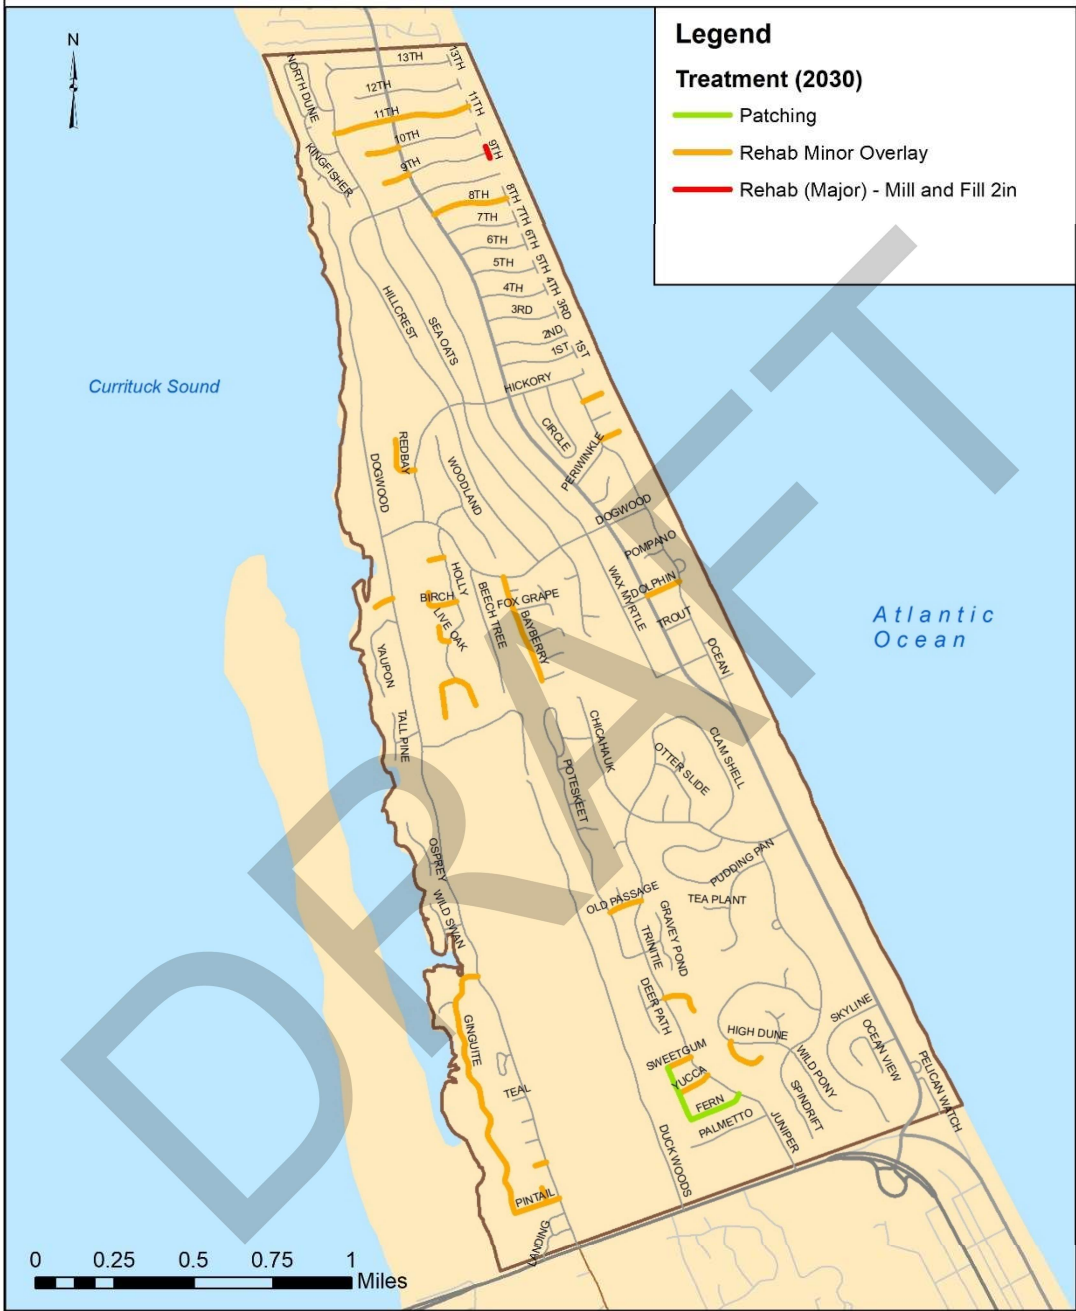 Legend
Treatment (2030)
Patching
Rehab Minor Overlay
Rehab (Major) - Mill and Fill 2in
N
13TH
13TH
NORTH DUNE
12TH
11TH
11TH
10TH
KINGFISHER
9TH
9TH
8TH
8TH
7TH
7TH
6TH
6TH
5TH
5TH
4TH
4TH
3RD
3RD
2ND
1ST
1ST
HILLCREST
SEA OATS
HICKORY
Currituck Sound
CIRCLE
PERIWINKLE
REDBAY
DOGWOOD
WOODLAND
DOGWOOD
POMPANO
DOLPHIN
WAX MYRTLE
TROUT
OCEAN
HOLLY
BIRCH
LIVE OAK
BEECH TREE
FOX GRAPE
BAYBERRY
Atlantic
Ocean
YAUPON
TALL PINE
CHICAHAUK
OTTER SLIDE
CLAM SHELL
POTESKEET
OSPREY
WILD SWAN
PUDDING PAN
TEA PLANT
OLD PASSAGE
GRAVEY POND
TRINITIE
DEER PATH
GINGUITE
TEAL
SWEETGUM
YUCCA
FERN
PALMETTO
HIGH DUNE
WILD PONY
SPINDRIFT
JUNIPER
SKYLINE
OCEAN VIEW
PELICAN WATCH
DUCK WOODS
PINTAIL
LANDING
DRAFT
0 0.25 0.5 0.75 1
Miles